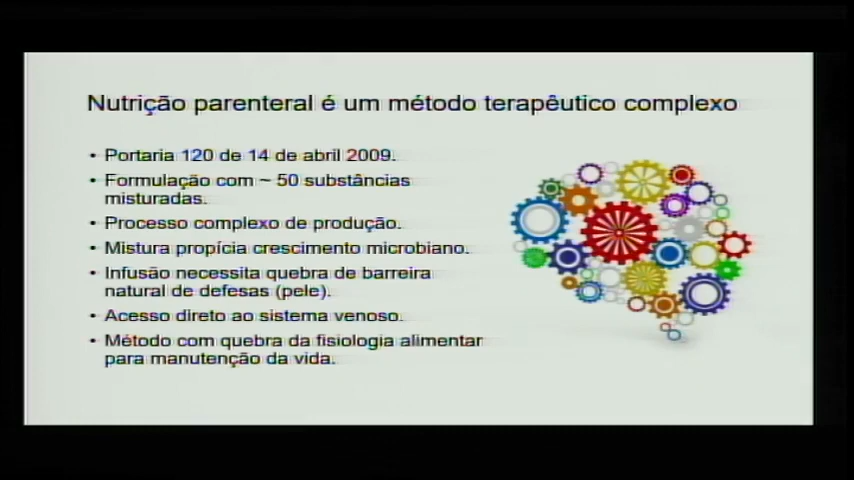 Nutrição parenteral é um método terapêutico complexo
• Portaria 120 de 14 de abril 2009.
• Formulação com ~ 50 substâncias
misturadas.
• Processo complexo de produção.
• Mistura propícia crescimento microbiano.
• Infusão necessita quebra de barreira
natural de defesas (pele).
• Acesso direto ao sistema venoso.
• Método com quebra da fisiologia alimentar
para manutenção da vida.